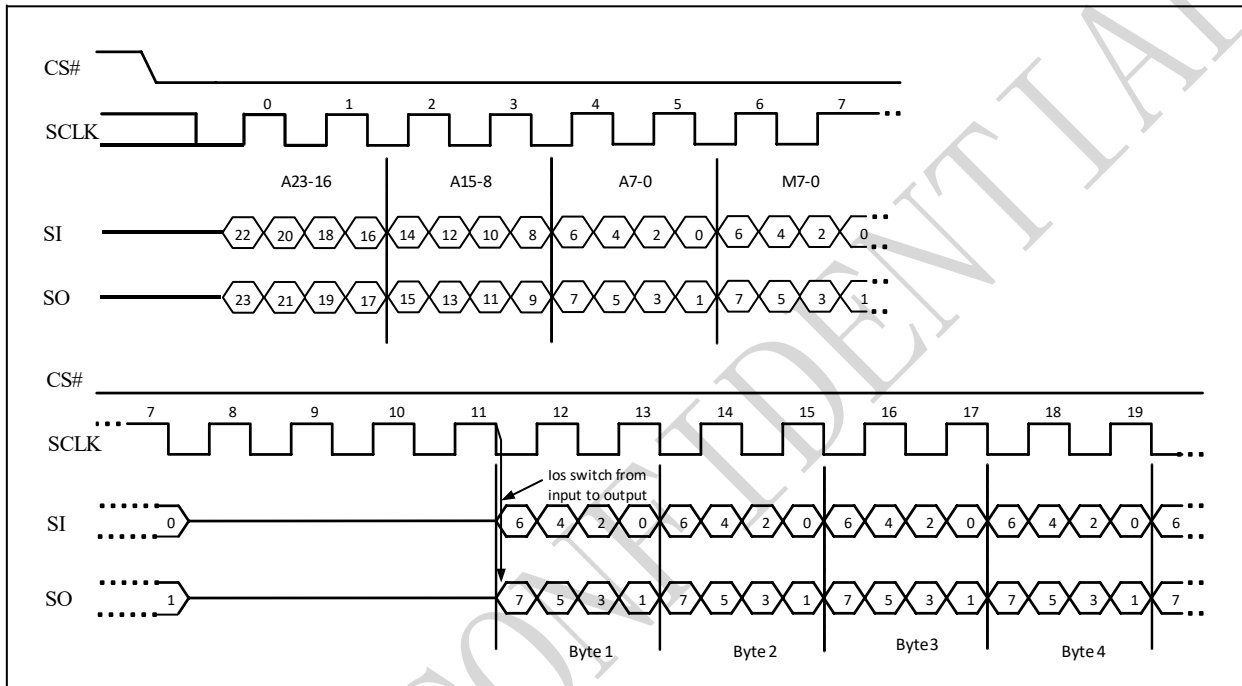 CS#
0 1 2 3 4 5 6 7
SCLK
A23-16 A15-8 A7-0 M7-0
SI 22 20 18 16 14 12 10 8 6 4 2 0 6 4 2 0
SO 23 21 19 17 15 13 11 9 7 5 3 1 7 5 3 1
CS#
7 8 9 10 11 12 13 14 15 16 17 18 19
SCLK
Ios switch from
input to output
SI 0 6 4 2 0 6 4 2 0 6 4 2 0 6 4 2 0 6
SO 1 7 5 3 1 7 5 3 1 7 5 3 1 7 5 3 1 7
Byte 1 Byte 2 Byte3 Byte 4
CONFIDENTIAL